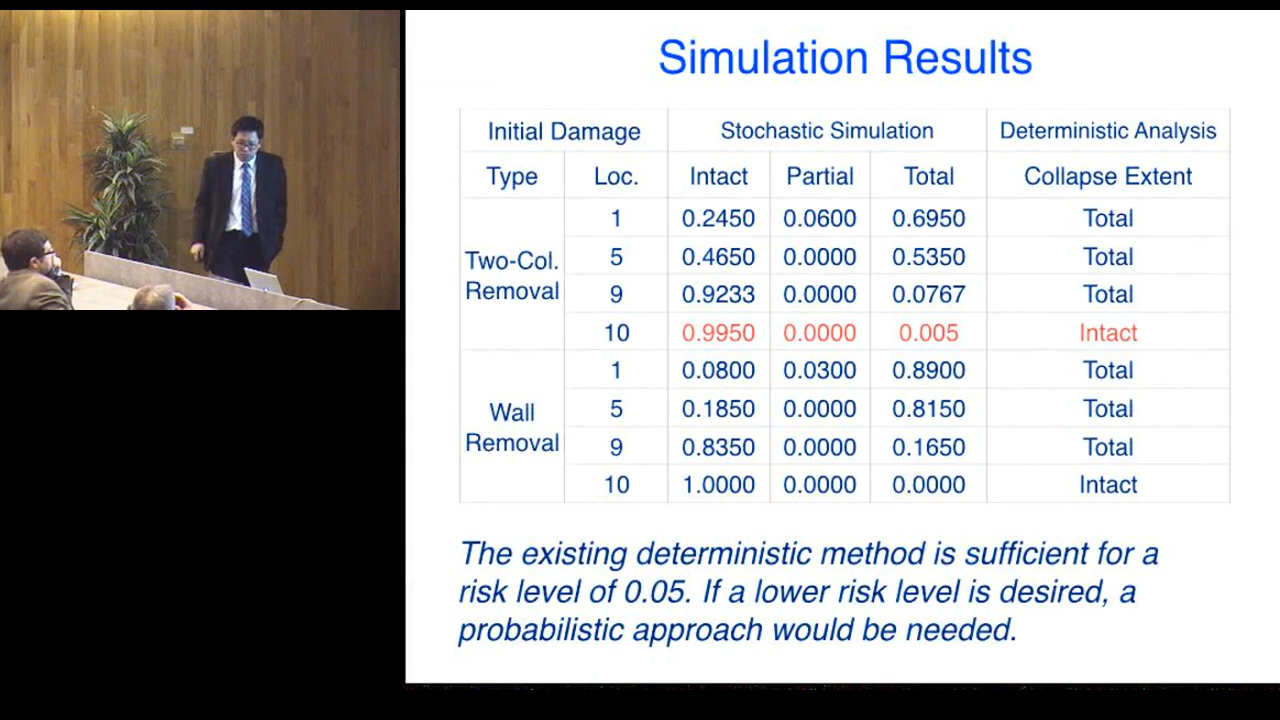 Simulation Results
Initial Damage Stochastic Simulation Deterministic Analysis
Type Loc. Intact Partial Total Collapse Extent
Two-Col. Removal 1 0.2450 0.0600 0.6950 Total
5 0.4650 0.0000 0.5350 Total
9 0.9233 0.0000 0.0767 Total
10 0.9950 0.0000 0.005 Intact
Wall Removal 1 0.0800 0.0300 0.8900 Total
5 0.1850 0.0000 0.8150 Total
9 0.8350 0.0000 0.1650 Total
10 1.0000 0.0000 0.0000 Intact
The existing deterministic method is sufficient for a
risk level of 0.05. If a lower risk level is desired, a
probabilistic approach would be needed.